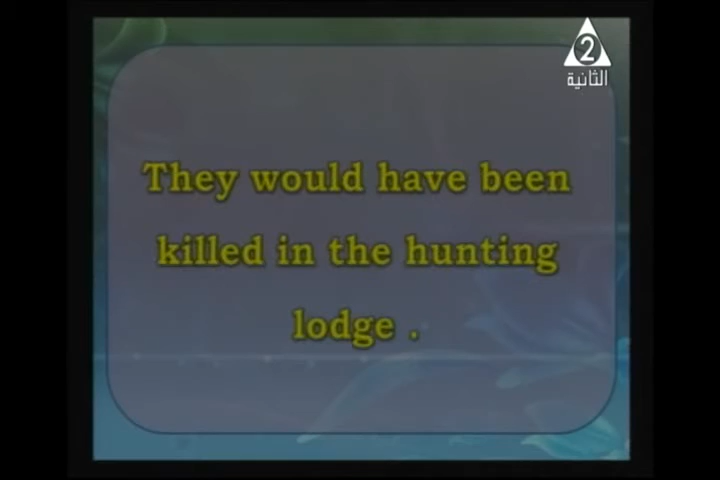 2
الثانية
They would have been
killed in the hunting
lodge .